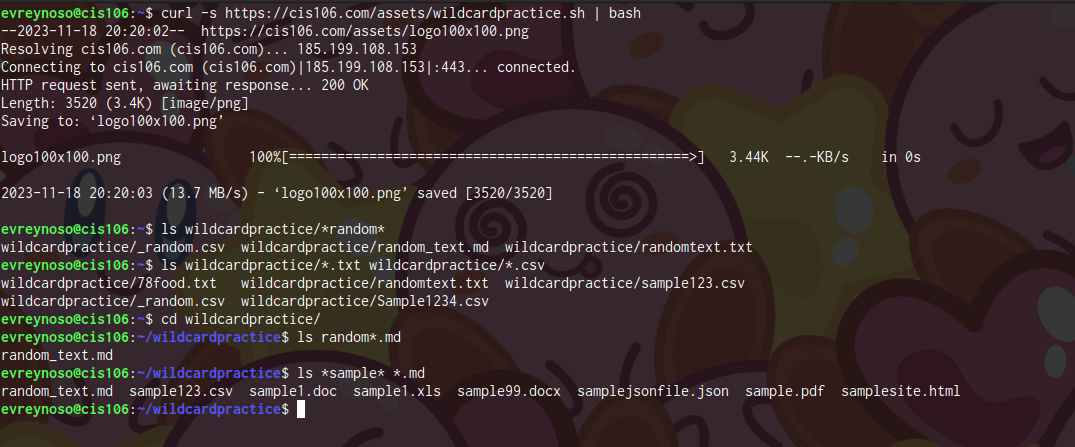 evreynoso@cis106:~$ curl -s https://cis106.com/assets/wildcardpractice.sh | bash
--2023-11-18 20:20:02--  https://cis106.com/assets/logo100x100.png
Resolving cis106.com (cis106.com)... 185.199.108.153
Connecting to cis106.com (cis106.com)|185.199.108.153|:443... connected.
HTTP request sent, awaiting response... 200 OK
Length: 3520 (3.4K) [image/png]
Saving to: ‘logo100x100.png’
logo100x100.png                100%[==================================================>]   3.44K  --.-KB/s    in 0s
2023-11-18 20:20:03 (13.7 MB/s) - ‘logo100x100.png’ saved [3520/3520]
evreynoso@cis106:~$ ls wildcardpractice/*random*
wildcardpractice/_random.csv  wildcardpractice/random_text.md  wildcardpractice/randomtext.txt
evreynoso@cis106:~$ ls wildcardpractice/*.txt wildcardpractice/*.csv
wildcardpractice/78food.txt   wildcardpractice/randomtext.txt  wildcardpractice/sample123.csv
wildcardpractice/_random.csv  wildcardpractice/Sample1234.csv
evreynoso@cis106:~$ cd wildcardpractice/
evreynoso@cis106:~/wildcardpractice$ ls random*.md
random_text.md
evreynoso@cis106:~/wildcardpractice$ ls *sample* *.md
random_text.md  sample123.csv  sample1.doc  sample1.xls  sample99.docx  samplejsonfile.json  sample.pdf  samplesite.html
evreynoso@cis106:~/wildcardpractice$